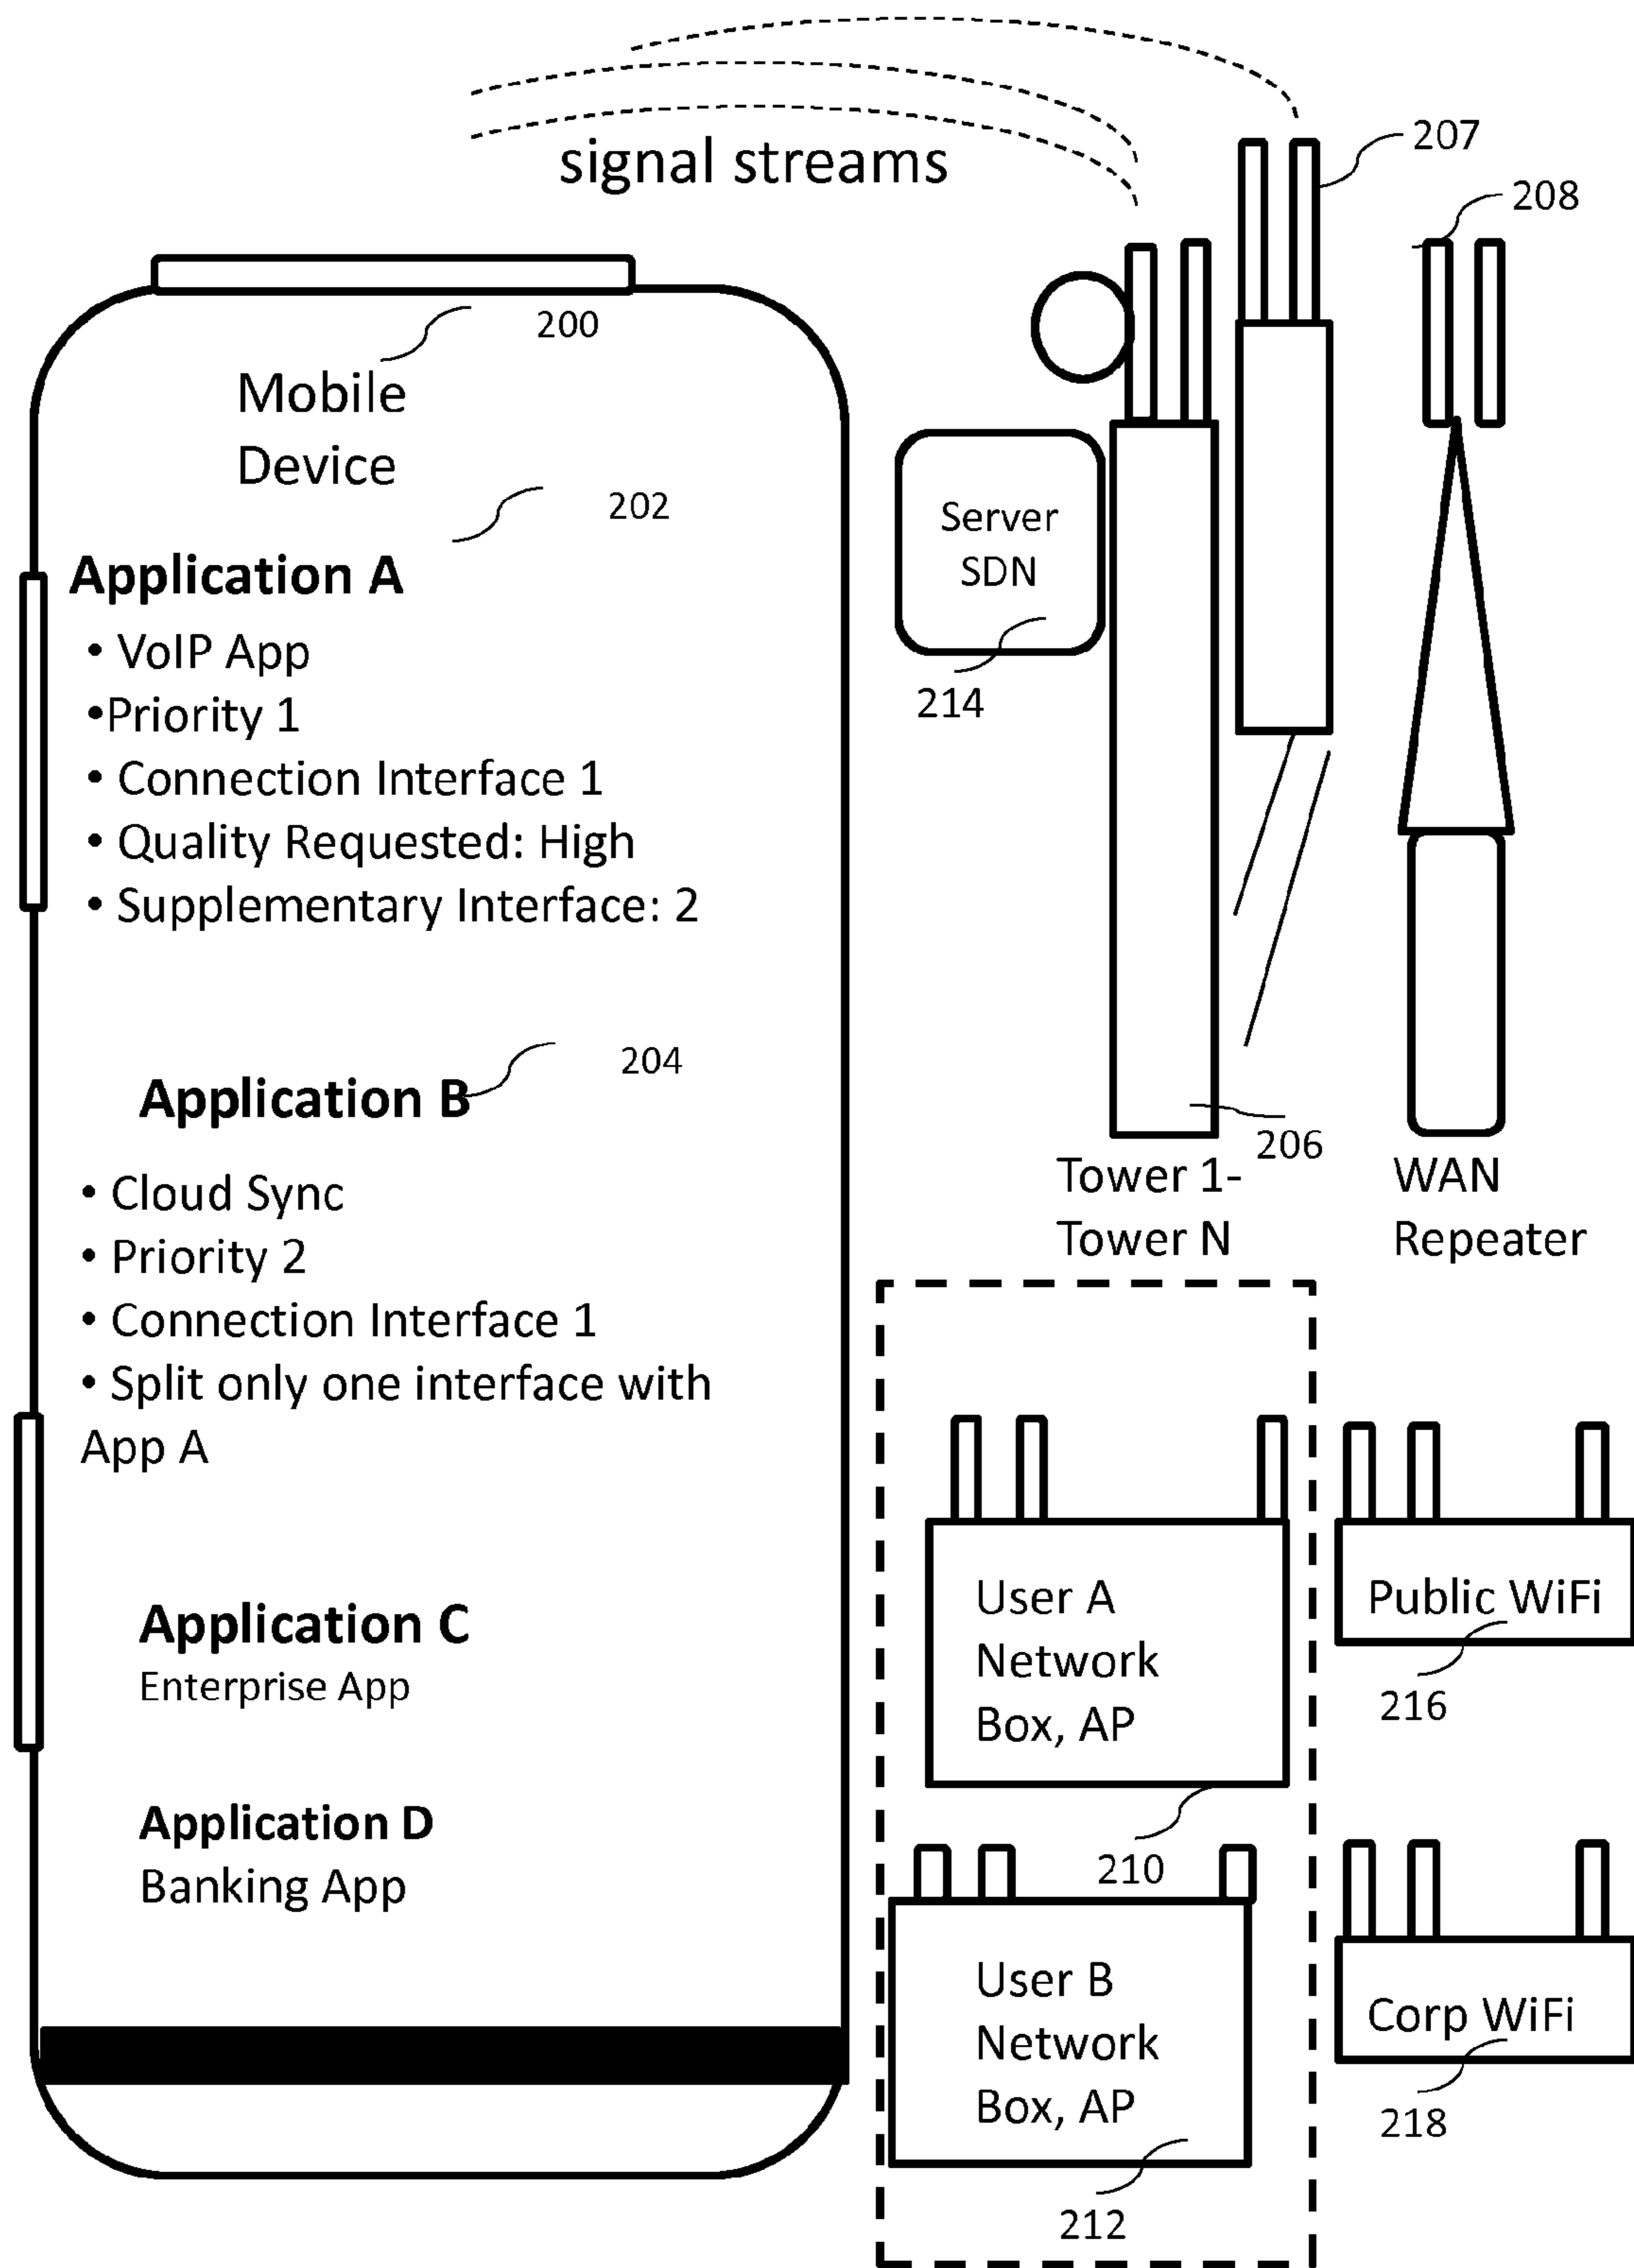 signal streams
207
208
200
Mobile
Device
202
Application A
• VoIP App
•Priority 1
• Connection Interface 1
• Quality Requested: High
• Supplementary Interface: 2
204
Application B
• Cloud Sync
• Priority 2
• Connection Interface 1
• Split only one interface with
App A
Application C
Enterprise App
Application D
Banking App
Server
SDN
214
206
Tower 1-
Tower N
WAN
Repeater
User A
Network
Box, AP
210
Public WiFi
216
User B
Network
Box, AP
212
Corp WiFi
218